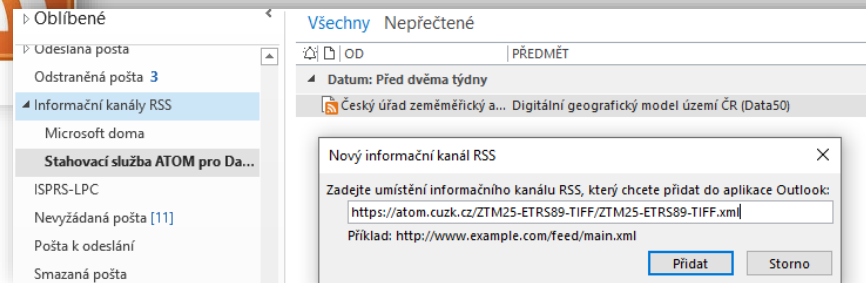 Oblíbené
Odeslaná pošta
Odstraněná pošta 3
Informační kanály RSS
Microsoft doma
Stahovací služba ATOM pro Da...
ISPRS-LPC
Nevyžádaná pošta [11]
Pošta k odeslání
Smazaná pošta
Všechny Nepřečtené
OD PŘEDMĚT
Datum: Před dvěma týdny
Český úřad zeměměřický a... Digitální geografický model území ČR (Data50)
Nový informační kanál RSS
Zadejte umístění informačního kanálu RSS, který chcete přidat do aplikace Outlook:
https://atom.cuzk.cz/ZTM25-ETRS89-TIFF/ZTM25-ETRS89-TIFF.xml
Příklad: http://www.example.com/feed/main.xml
Přidat Storno